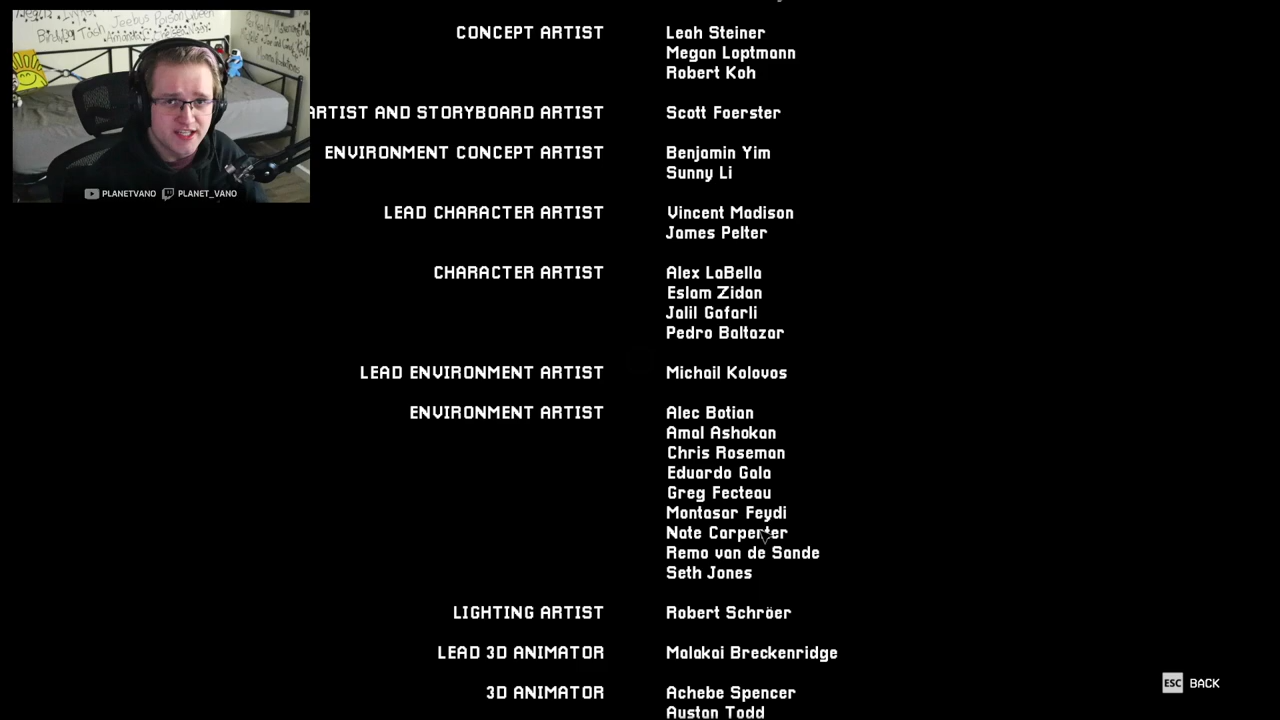 Jeebus Poison Queen
CONCEPT ARTIST Leah Steiner
Megan Loptmann
Robert Koh
ARTIST AND STORYBOARD ARTIST Scott Foerster
ENVIRONMENT CONCEPT ARTIST Benjamin Yim
Sunny Li
PLANETVANO PLANET_VANO
LEAD CHARACTER ARTIST Vincent Madison
James Pelter
CHARACTER ARTIST Alex LaBella
Eslam Zidan
Jalil Gafarli
Pedro Baltazar
LEAD ENVIRONMENT ARTIST Michail Kolovos
ENVIRONMENT ARTIST Alec Botian
Amal Ashokan
Chris Roseman
Eduardo Gala
Greg Fecteau
Montasar Feydi
Nate Carpenter
Remo van de Sande
Seth Jones
LIGHTING ARTIST Robert Schröer
LEAD 3D ANIMATOR Malakai Breckenridge
ESC BACK
3D ANIMATOR Achebe Spencer
Austan Todd